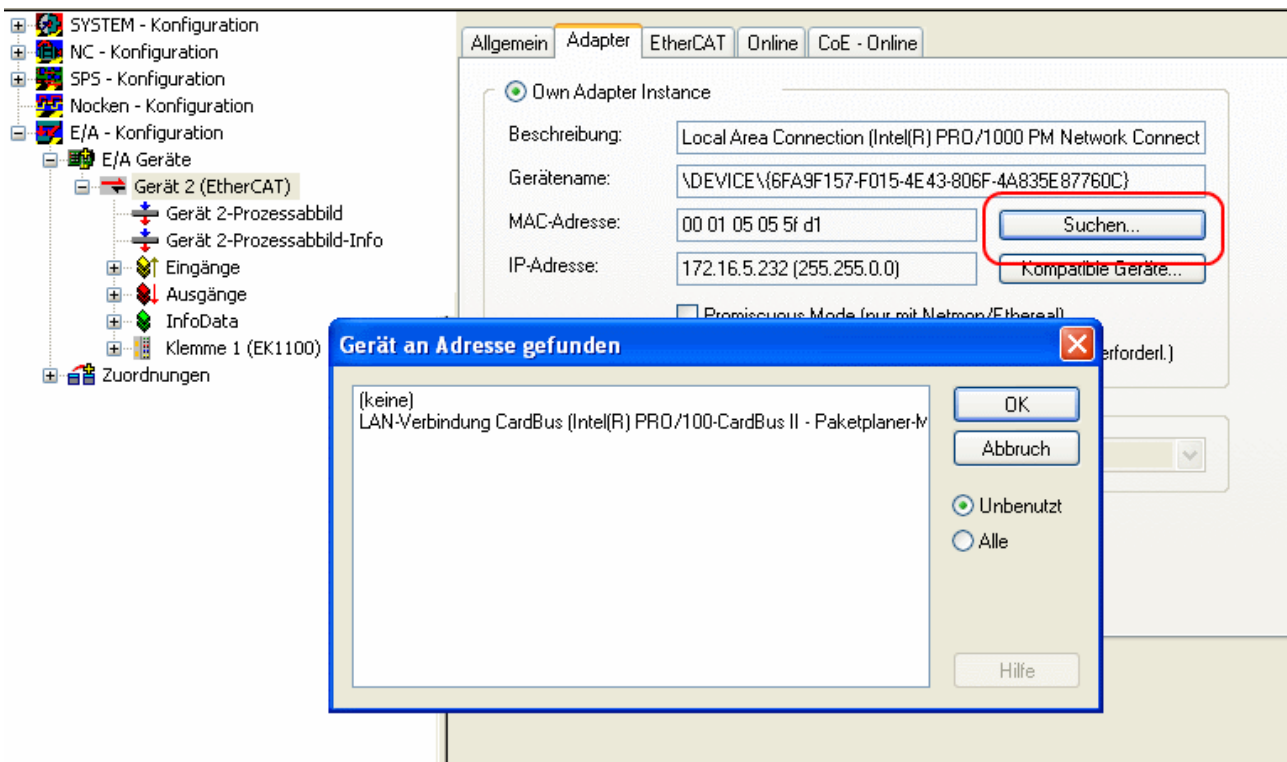 SYSTEM - Konfiguration
NC - Konfiguration
SPS - Konfiguration
Nocken - Konfiguration
E/A - Konfiguration
E/A Geräte
Gerät 2 (EtherCAT)
Gerät 2-Prozessabbild
Gerät 2-Prozessabbild-Info
Eingänge
Ausgänge
InfoData
Klemme 1 (EK1100)
Zuordnungen
Allgemein
Adapter
EtherCAT
Online
CoE - Online
Own Adapter Instance
Beschreibung:
Local Area Connection (Intel(R) PRO/1000 PM Network Connect
Gerätename:
\DEVICE\{6FA9F157-F015-4E43-806F-4A835E87760C}
MAC-Adresse:
00 01 05 05 5f d1
Suchen...
IP-Adresse:
172.16.5.232 (255.255.0.0)
Kompatible Geräte...
Promiscuous Mode (nur mit Netmon/Ethereal)
erforderl.)
Gerät an Adresse gefunden
(keine)
LAN-Verbindung CardBus (Intel(R) PRO/100-CardBus II - Paketplaner-M
OK
Abbruch
Unbenutzt
Alle
Hilfe